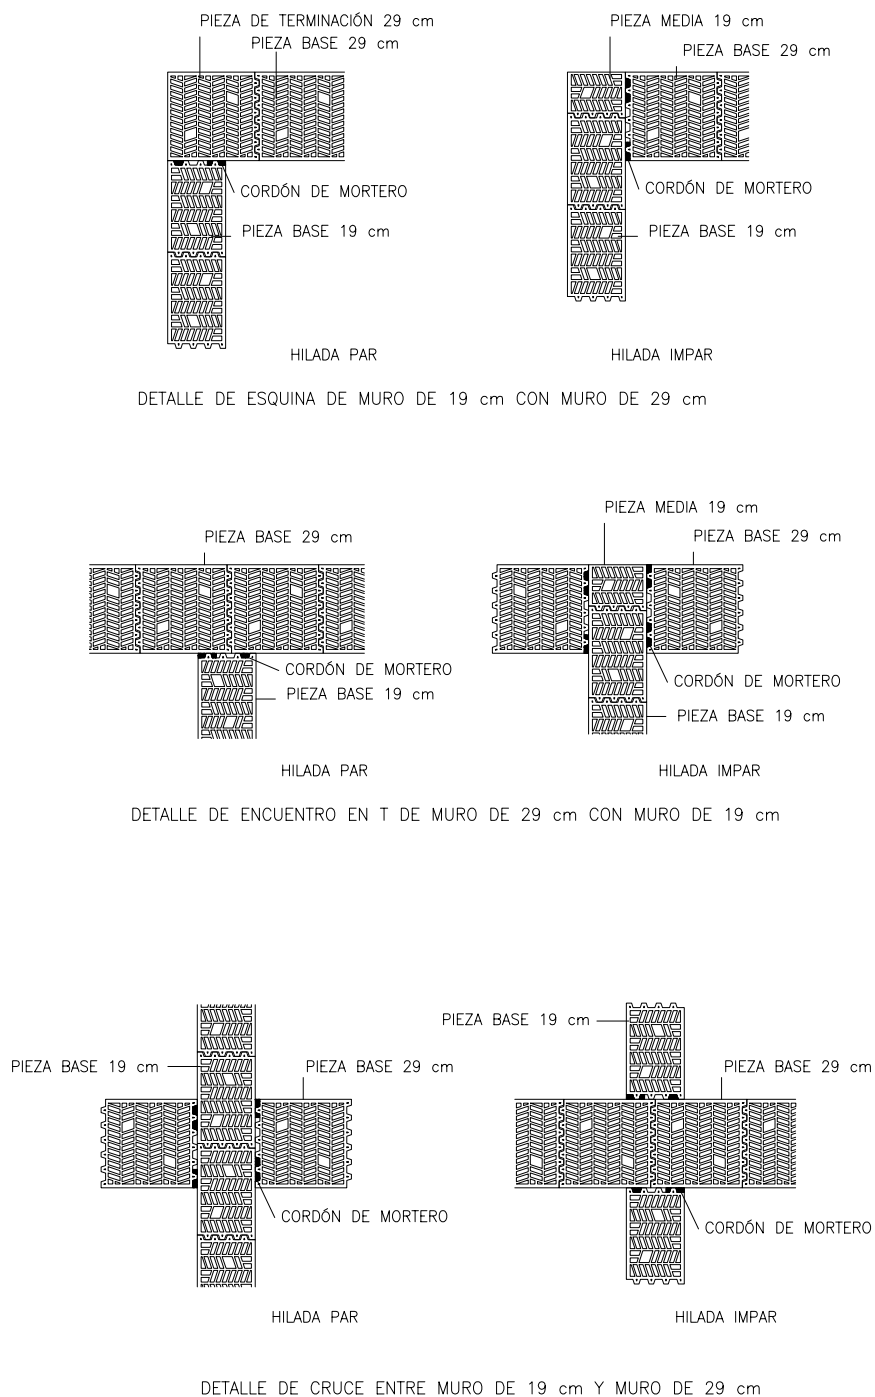 PIEZA DE TERMINACIÓN 29 cm
PIEZA BASE 29 cm
CORDÓN DE MORTERO
PIEZA BASE 19 cm
HILADA PAR
PIEZA MEDIA 19 cm
PIEZA BASE 29 cm
CORDÓN DE MORTERO
PIEZA BASE 19 cm
HILADA IMPAR
DETALLE DE ESQUINA DE MURO DE 19 cm CON MURO DE 29 cm
PIEZA BASE 29 cm
CORDÓN DE MORTERO
PIEZA BASE 19 cm
HILADA PAR
PIEZA MEDIA 19 cm
PIEZA BASE 29 cm
CORDÓN DE MORTERO
PIEZA BASE 19 cm
HILADA IMPAR
DETALLE DE ENCUENTRO EN T DE MURO DE 29 cm CON MURO DE 19 cm
PIEZA BASE 19 cm
PIEZA BASE 29 cm
CORDÓN DE MORTERO
HILADA PAR
PIEZA BASE 19 cm
PIEZA BASE 29 cm
CORDÓN DE MORTERO
HILADA IMPAR
DETALLE DE CRUCE ENTRE MURO DE 19 cm Y MURO DE 29 cm